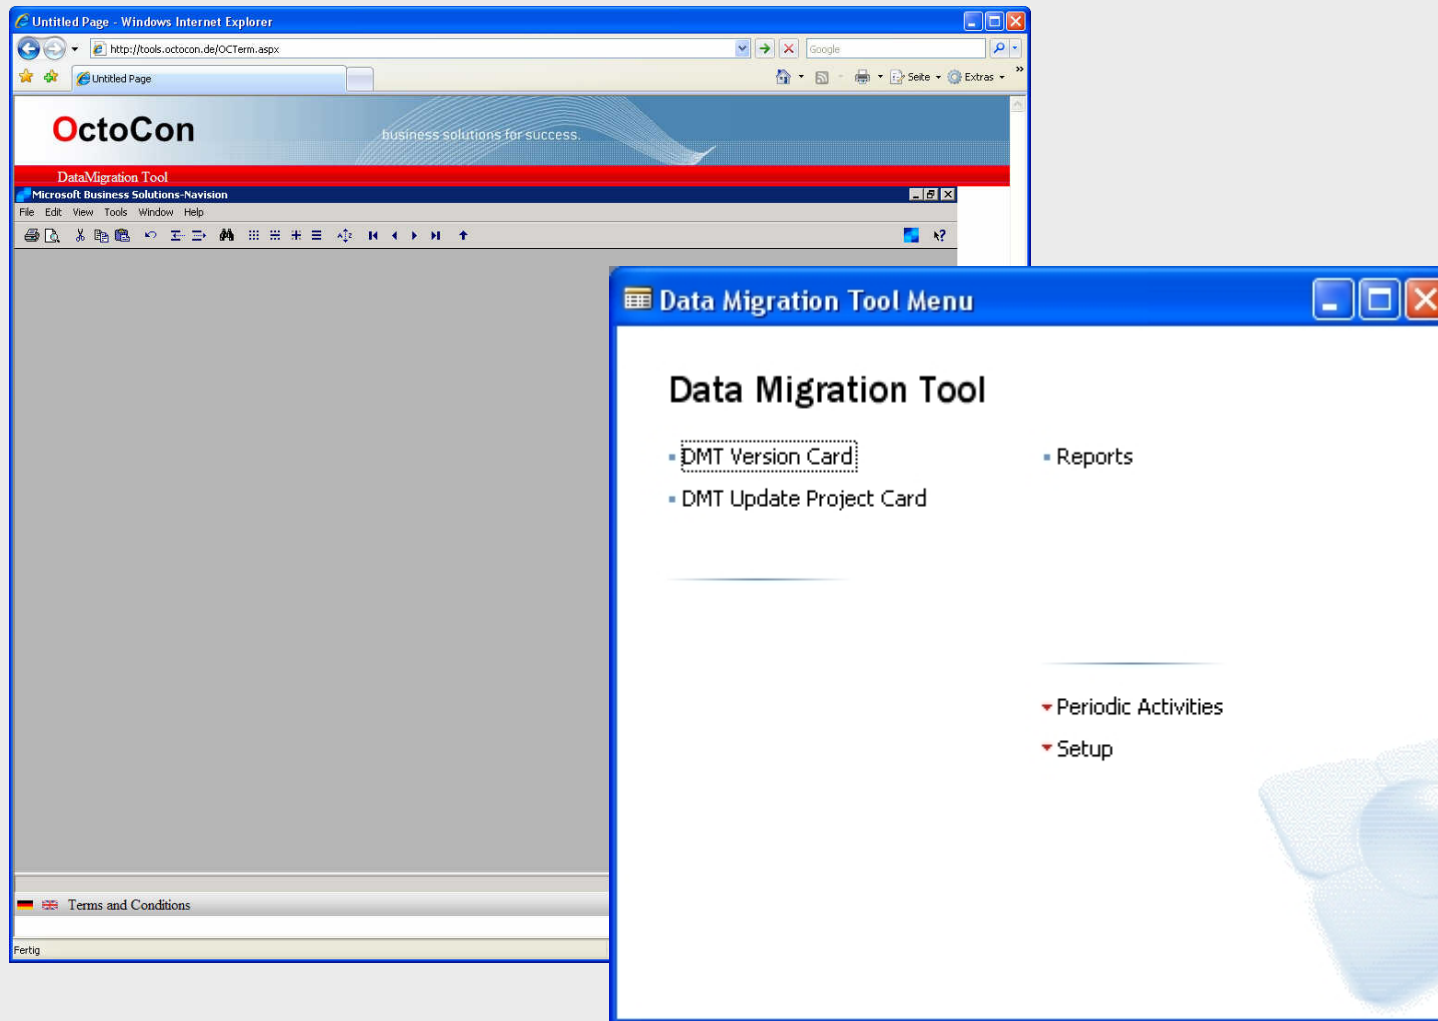 Untitled Page - Windows Internet Explorer
http://tools.octocon.de/OCTerm.aspx
Google
Untitled Page
Seite
Extras
»
OctoCon
business solutions for success.
DataMigration Tool
Microsoft Business Solutions-Navision
File Edit View Tools Window Help
Data Migration Tool Menu
Data Migration Tool
DMT Version Card
Reports
DMT Update Project Card
Periodic Activities
Setup
Terms and Conditions
Fertig